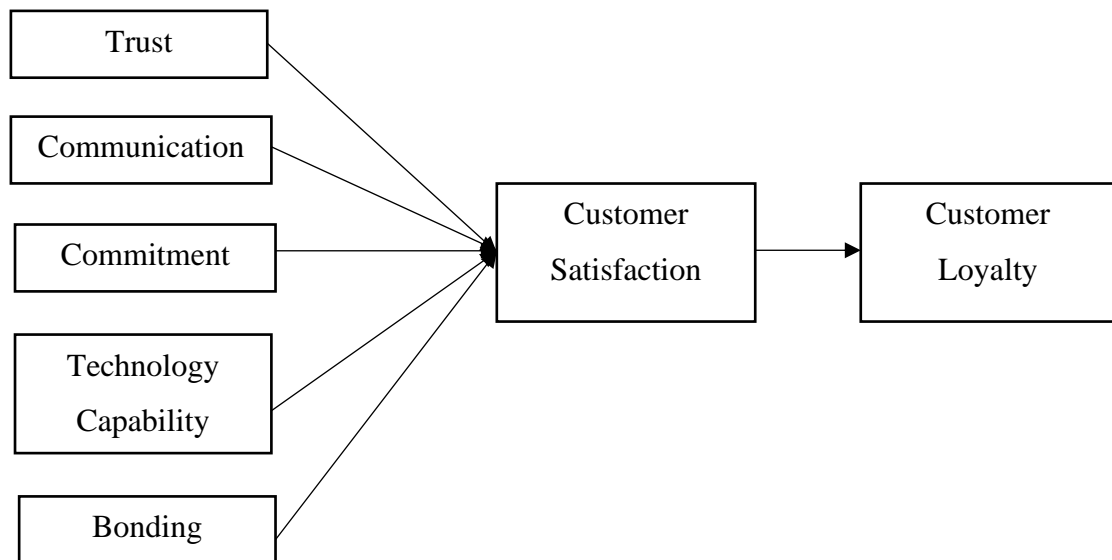 Trust
Communication
Commitment
Technology
Capability
Bonding
Customer
Satisfaction
Customer
Loyalty